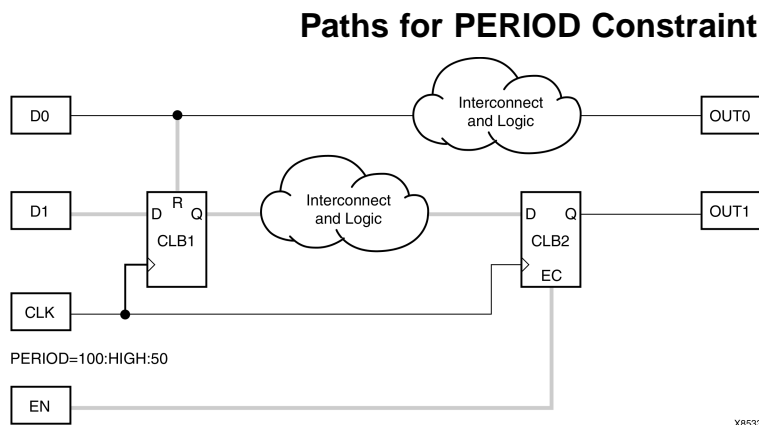 Paths for PERIOD Constraint
Interconnect
and Logic
D0
OUT0
Interconnect
and Logic
D1
R
D
Q
CLB1
D
Q
CLB2
EC
OUT1
CLK
PERIOD=100:HIGH:50
EN